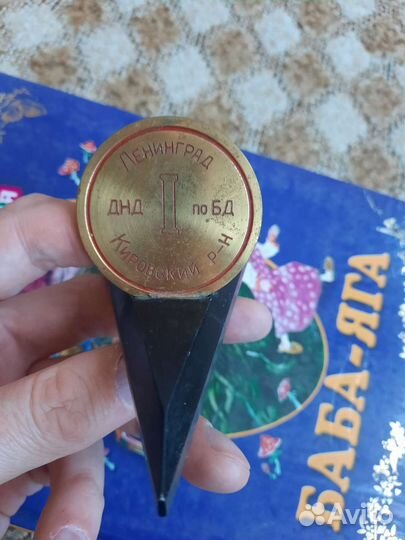 Ленинград
ДНД I по БД
Кировский р-н
БАБА-ЯГА
Avito